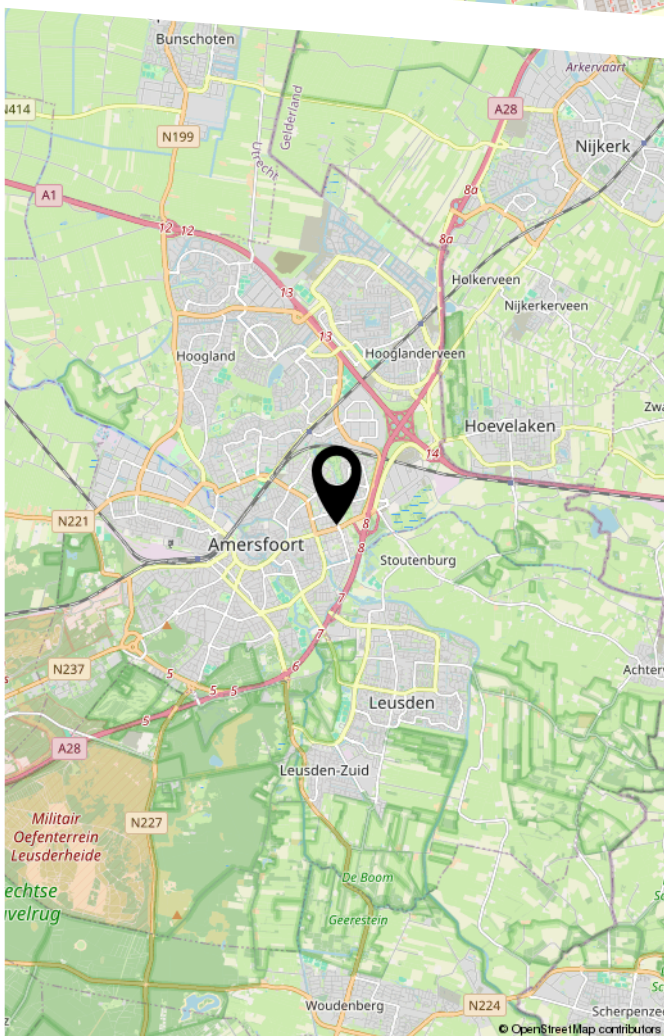 Bunschoten
Arkervaart
A28
N414
Gelderland
N199
Nijkerk
Utrecht
A1
8a
12
12
8a
Holkerveen
13
Nijkerkerveen
13
Hoogland
Hooglanderveen
Zwa
Hoevelaken
14
N221
8
Amersfoort
8
Stoutenburg
7
7
N237
5
6
5
5
Achterv
5
Leusden
A28
Leusden-Zuid
Militair
Oefenterrein
Leusderheide
N227
De Boom
echtse
velrug
Geerestein
Woudenberg
N224
Scherpenze
© OpenStreetMap contributors